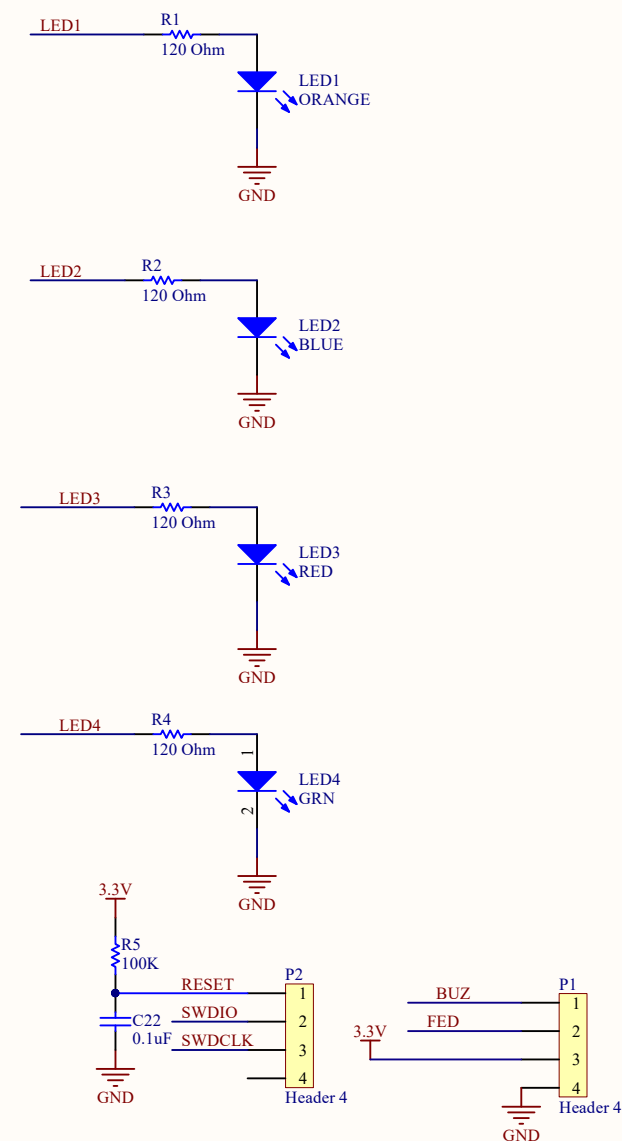 LED1
R1
120 Ohm
LED1
ORANGE
GND
LED2
R2
120 Ohm
LED2
BLUE
GND
LED3
R3
120 Ohm
LED3
RED
GND
LED4
R4
120 Ohm
1
LED4
GRN
2
GND
3.3V
R5
100K
C22
0.1uF
GND
P2
RESET
1
SWDIO
2
SWDCLK
3
4
Header 4
P1
BUZ
1
FED
2
3.3V
3
4
Header 4
GND